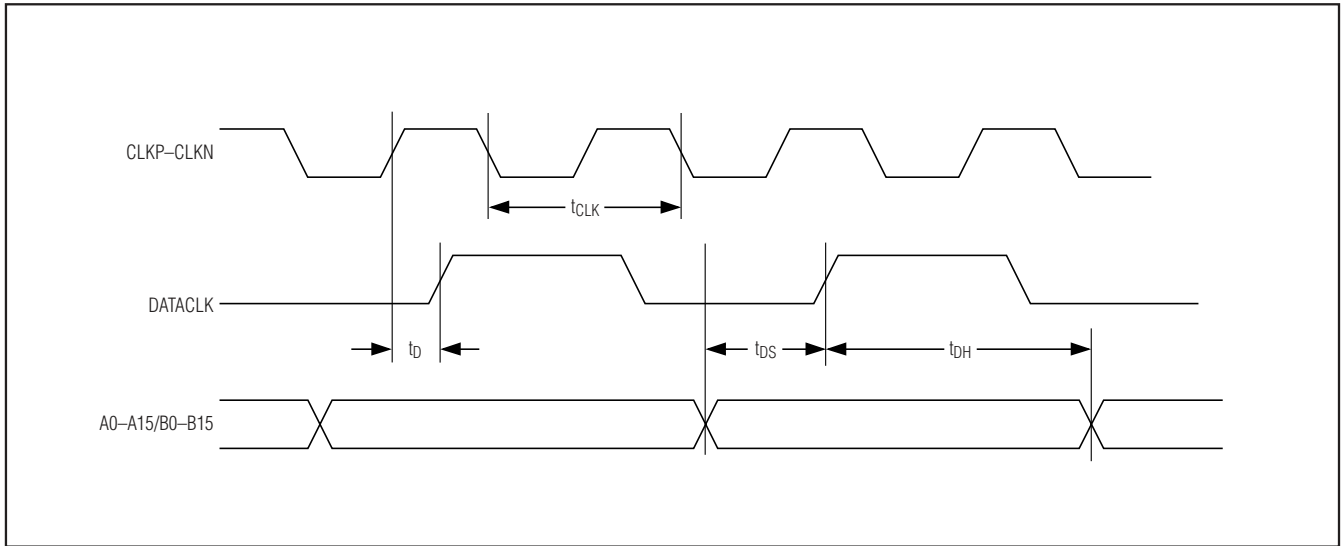 CLKP–CLKN
tCLK
DATACLK
tD
tDS
tDH
A0–A15/B0–B15